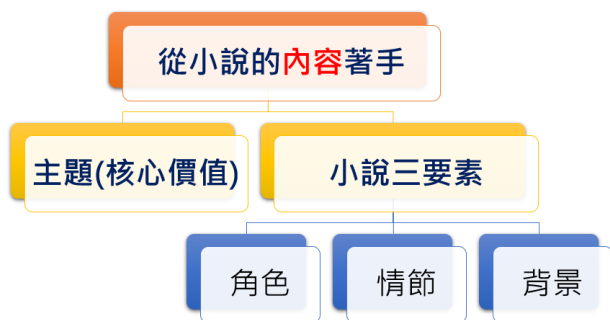 從小說的內容著手
主題(核心價值)
小說三要素
角色
情節
背景